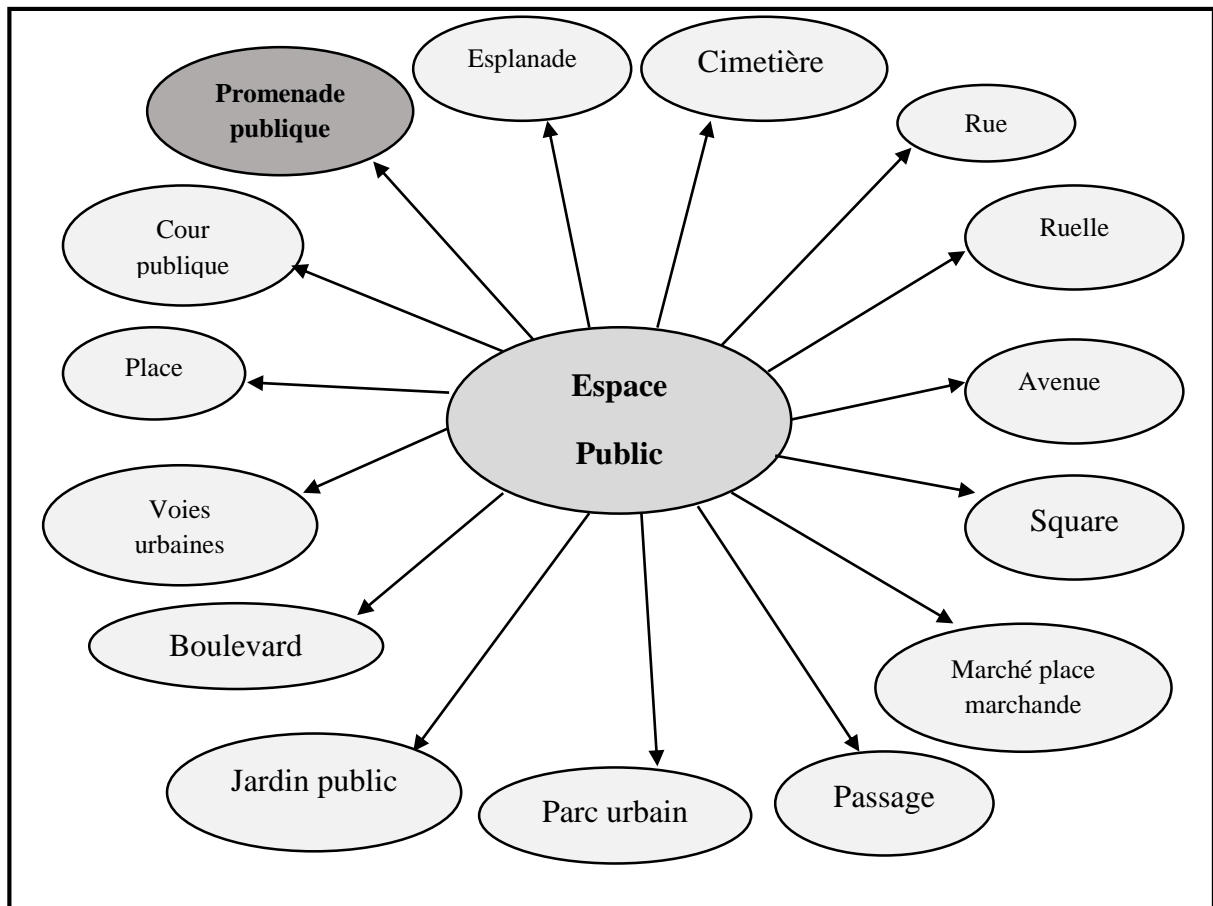 Esplanade
Cimetière
Promenade
publique
Rue
Cour
publique
Ruelle
Place
Espace
Public
Avenue
Voies
urbaines
Square
Boulevard
Marché place
marchande
Jardin public
Parc urbain
Passage